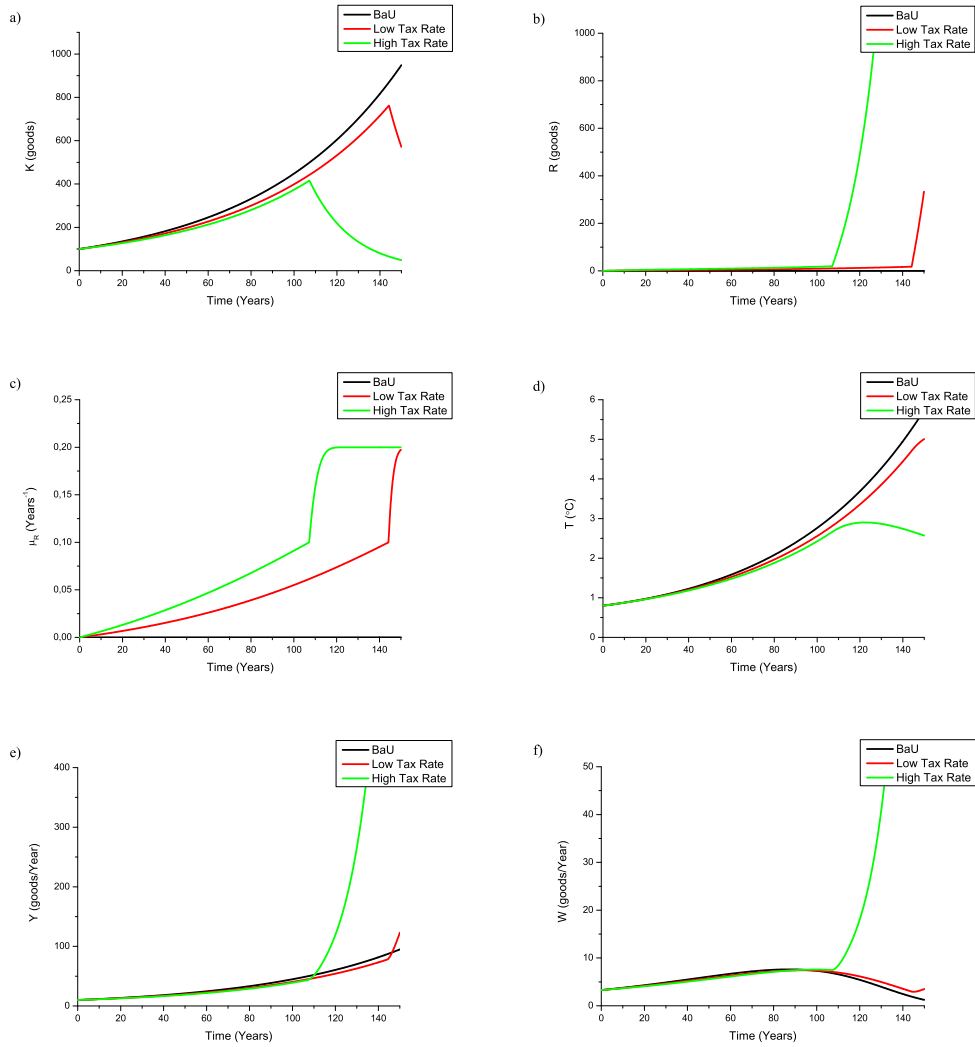 a)
BaU
Low Tax Rate
High Tax Rate
K (goods)
1000
800
600
400
200
0
0 20 40 60 80 100 120 140
Time (Years)
b)
BaU
Low Tax Rate
High Tax Rate
R (goods)
1000
800
600
400
200
0
0 20 40 60 80 100 120 140
Time (Years)
c)
BaU
Low Tax Rate
High Tax Rate
μR (Years-1)
0,25
0,20
0,15
0,10
0,05
0,00
0 20 40 60 80 100 120 140
Time (Years)
d)
BaU
Low Tax Rate
High Tax Rate
T (°C)
6
5
4
3
2
1
0
0 20 40 60 80 100 120 140
Time (Years)
e)
BaU
Low Tax Rate
High Tax Rate
Y (goods/Year)
400
300
200
100
0
0 20 40 60 80 100 120 140
Time (Years)
f)
BaU
Low Tax Rate
High Tax Rate
W (goods/Year)
50
40
30
20
10
0
0 20 40 60 80 100 120 140
Time (Years)